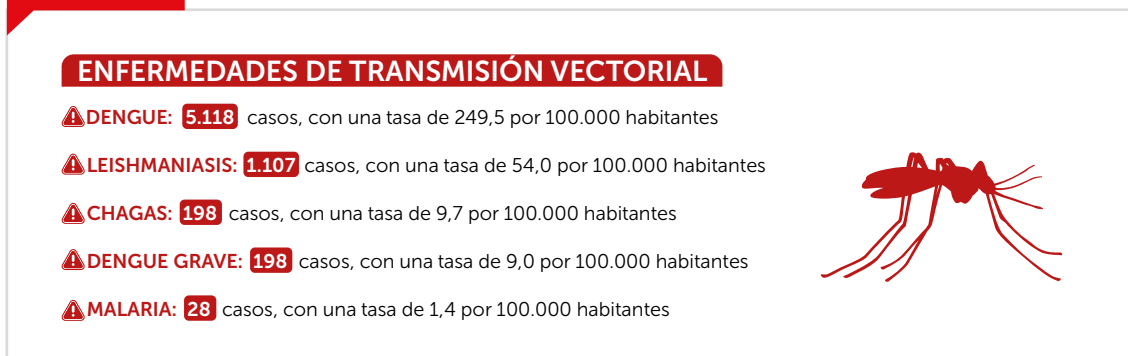 ENFERMEDADES DE TRANSMISIÓN VECTORIAL
DENGUE: 5.118 casos, con una tasa de 249,5 por 100.000 habitantes
LEISHMANIASIS: 1.107 casos, con una tasa de 54,0 por 100.000 habitantes
CHAGAS: 198 casos, con una tasa de 9,7 por 100.000 habitantes
DENGUE GRAVE: 198 casos, con una tasa de 9,0 por 100.000 habitantes
MALARIA: 28 casos, con una tasa de 1,4 por 100.000 habitantes